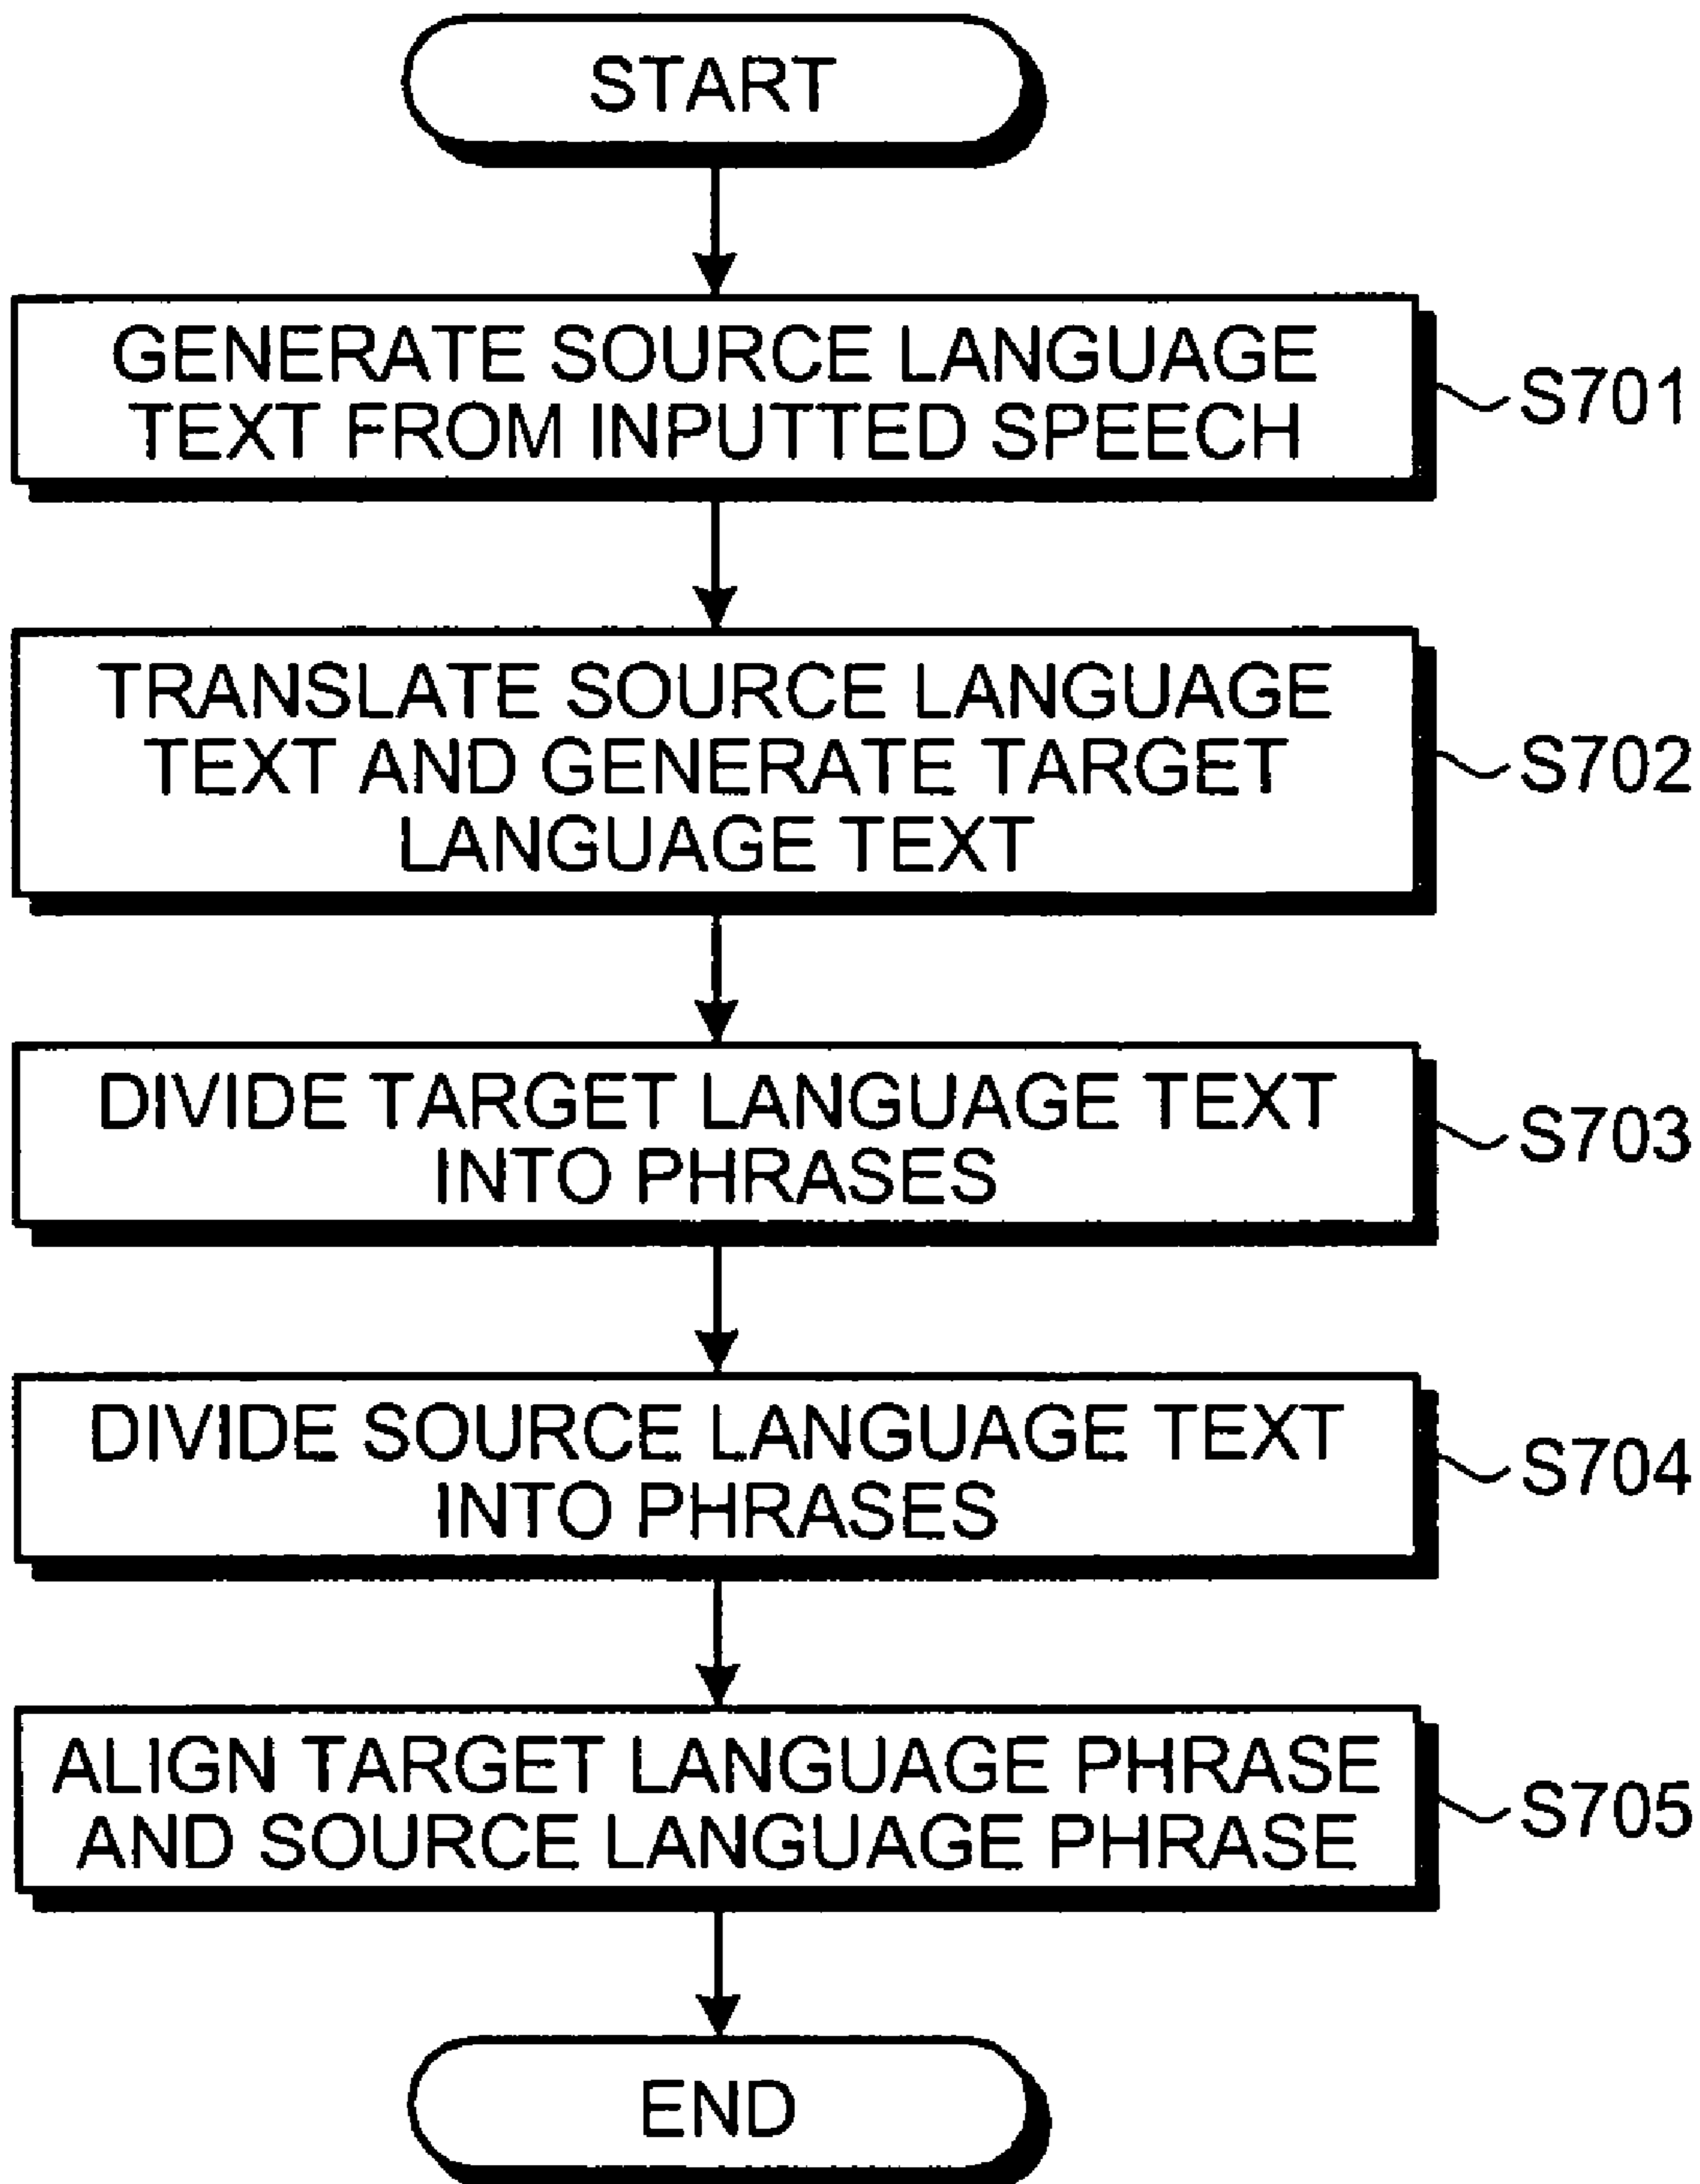 START
GENERATE SOURCE LANGUAGE
TEXT FROM INPUTTED SPEECH
S701
TRANSLATE SOURCE LANGUAGE
TEXT AND GENERATE TARGET
LANGUAGE TEXT
S702
DIVIDE TARGET LANGUAGE TEXT
INTO PHRASES
S703
DIVIDE SOURCE LANGUAGE TEXT
INTO PHRASES
S704
ALIGN TARGET LANGUAGE PHRASE
AND SOURCE LANGUAGE PHRASE
S705
END